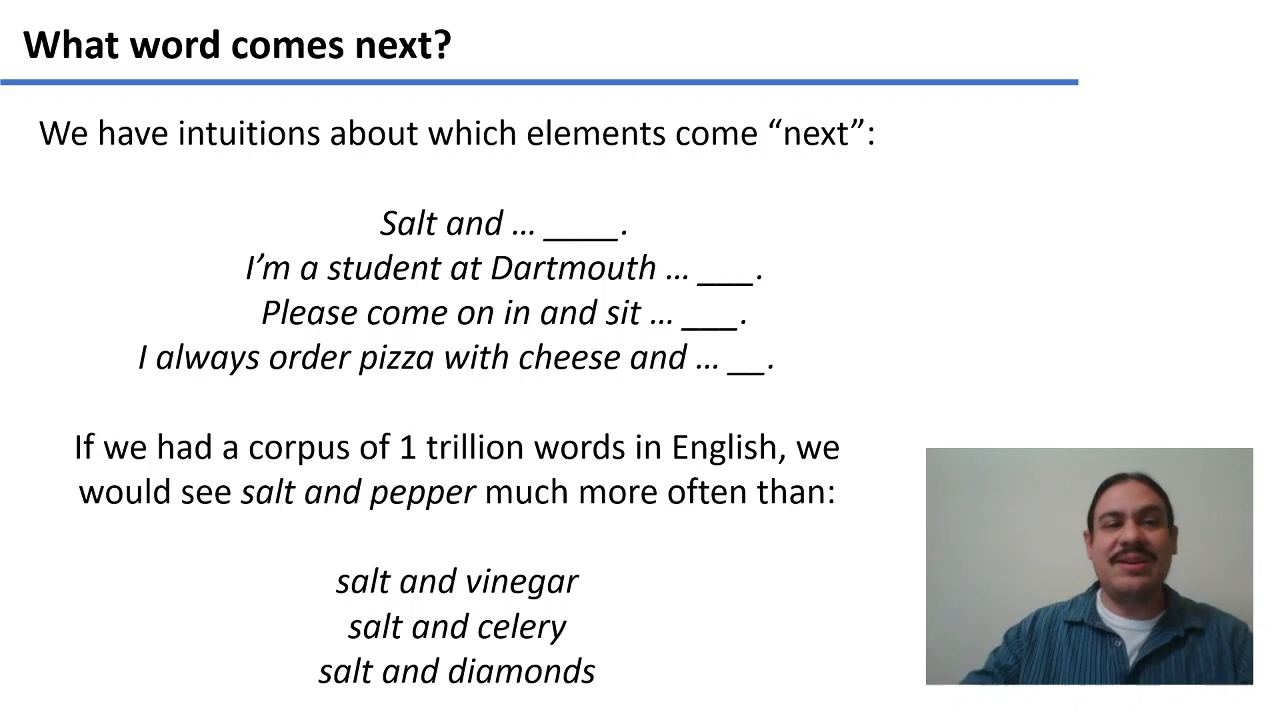 What word comes next?
We have intuitions about which elements come “next”:
Salt and … ____.
I’m a student at Dartmouth … ___.
Please come on in and sit … ___.
I always order pizza with cheese and … __.
If we had a corpus of 1 trillion words in English, we
would see salt and pepper much more often than:
salt and vinegar
salt and celery
salt and diamonds